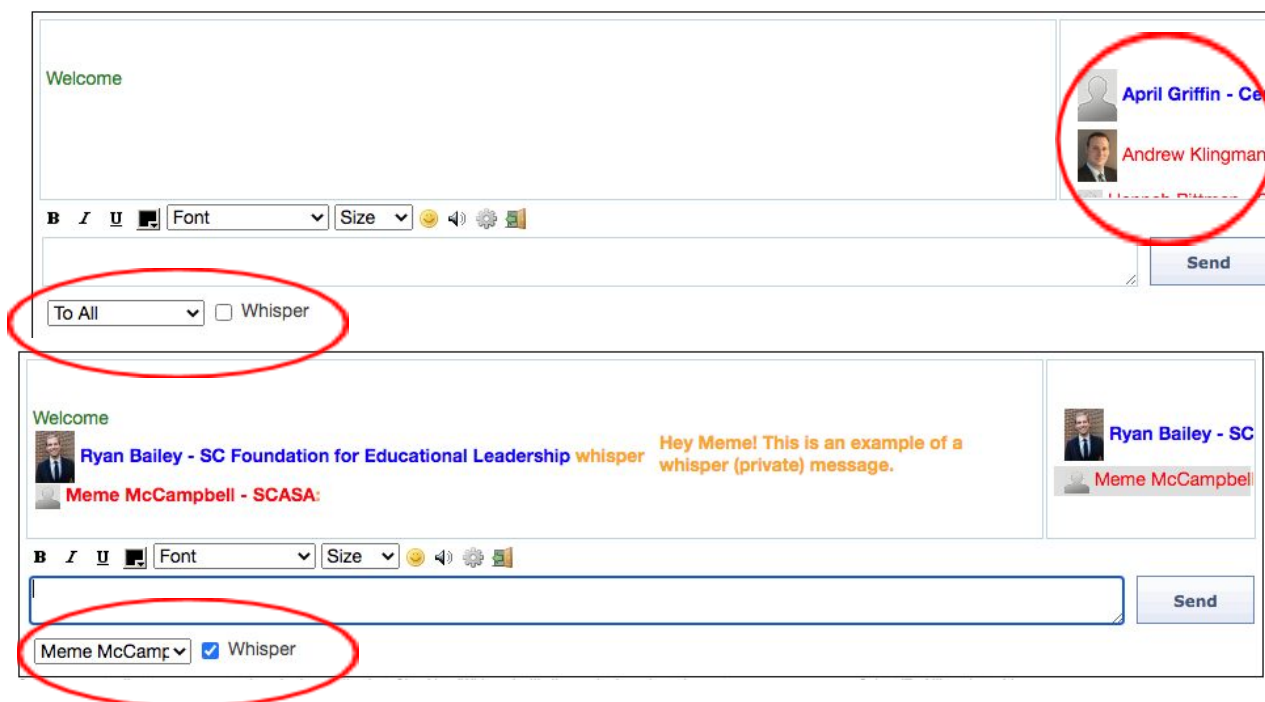 Welcome
April Griffin - Ce
Andrew Klingman
B I U Font Size
Send
To All Whisper
Welcome
Ryan Bailey - SC Foundation for Educational Leadership whisper
Hey Meme! This is an example of a
whisper (private) message.
Meme McCampbell - SCASA:
Ryan Bailey - SC
Meme McCampbel
B I U Font Size
Send
Meme McCamp Whisper